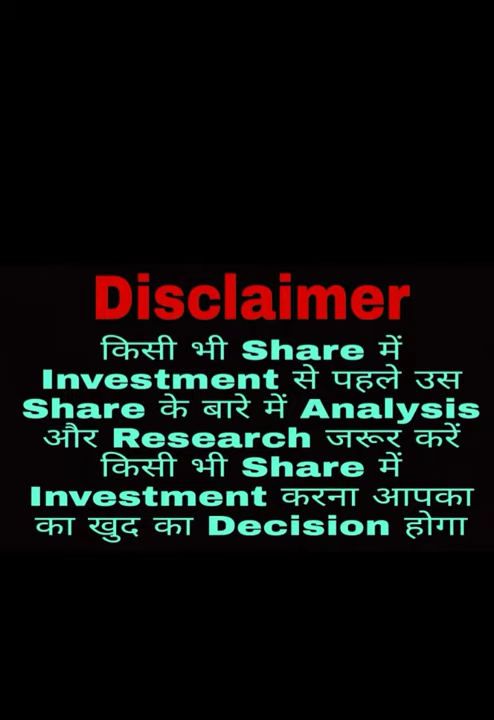 Disclaimer
किसी भी Share में
Investment से पहले उस
Share के बारे में Analysis
और Research जरूर करें
किसी भी Share में
Investment करना आपका
का खुद का Decision होगा